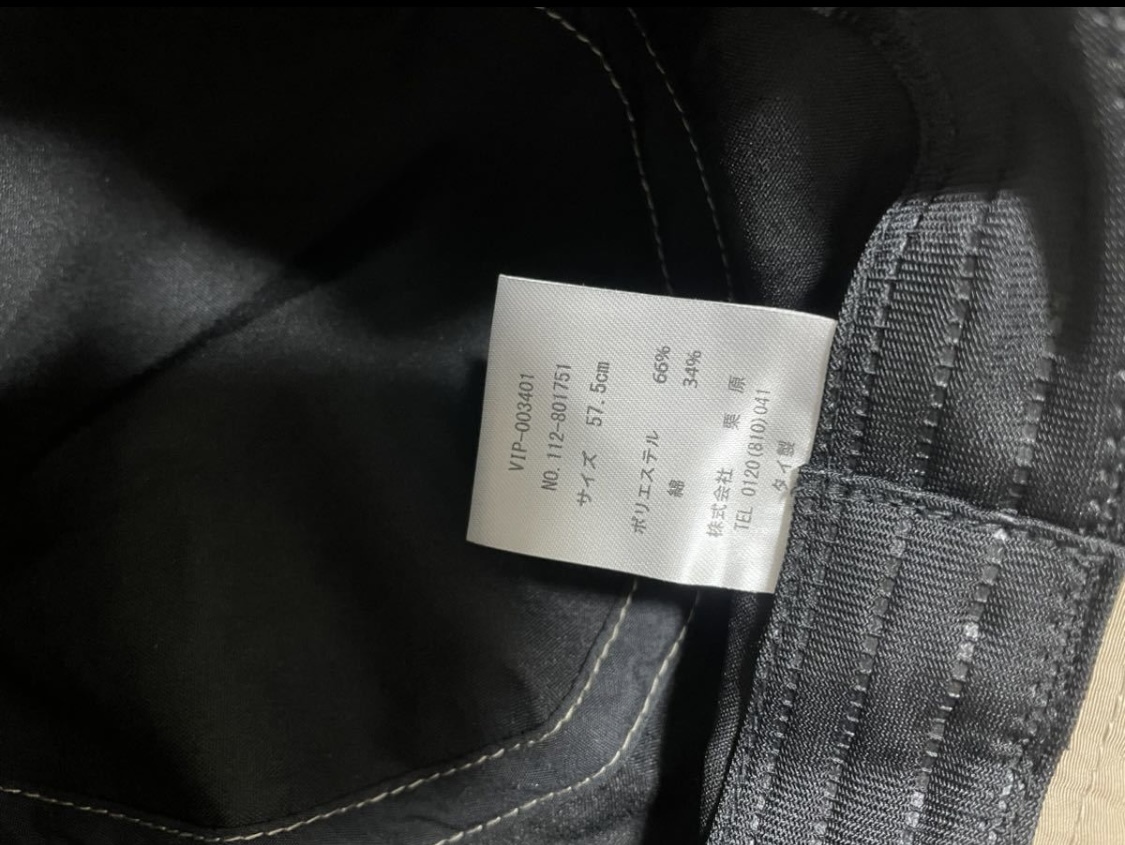 VIP-003401
NO.112-801751
サイズ 57.5cm
ポリエステル 66%
綿 34%
株式会社 栗原
TEL 0120(810)041
タイ製